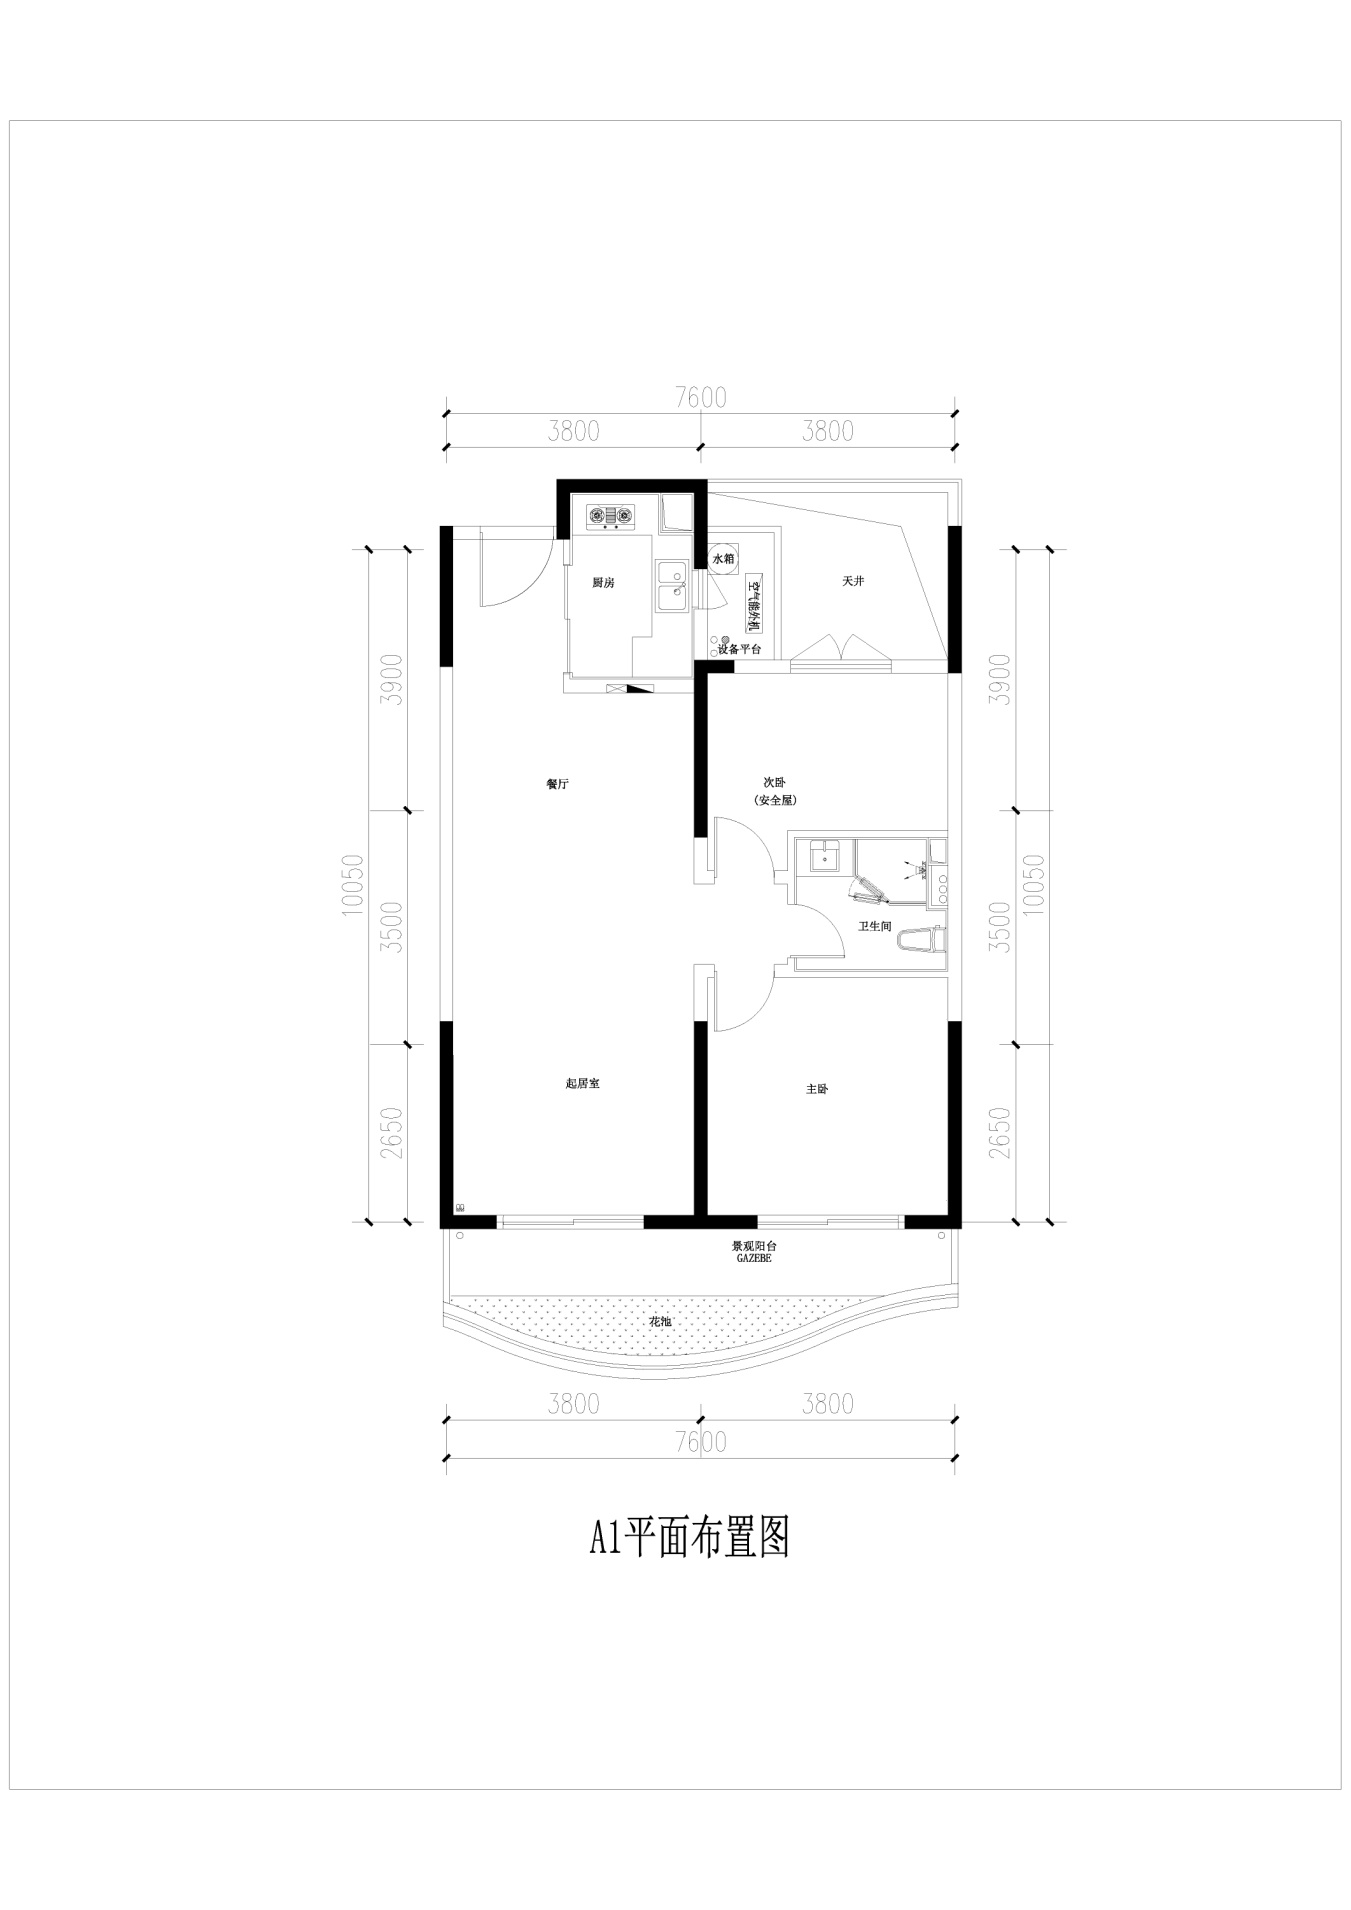 7600
3800
3800
水箱
厨房
空气能外机
天井
设备平台
3900
3900
餐厅
次卧
(安全屋)
10050
10050
3500
3500
卫生间
起居室
主卧
2650
2650
景观阳台
GAZEBE
花池
3800
3800
7600
A1平面布置图